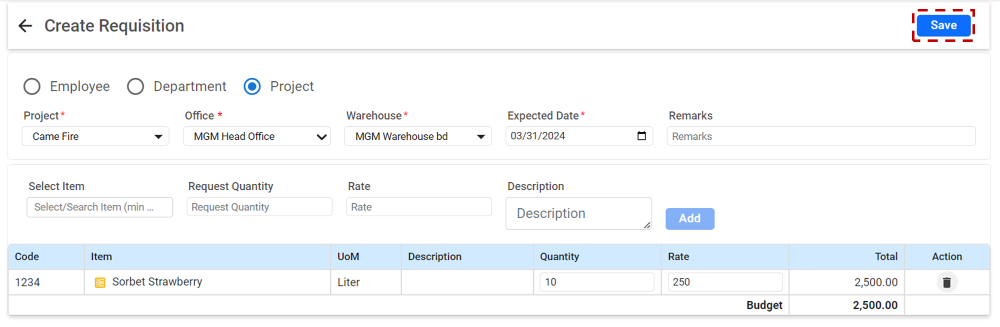 Create Requisition Save
Employee Department Project
Project* Office * Warehouse* Expected Date* Remarks
Came Fire MGM Head Office MGM Warehouse bd 03/31/2024 Remarks
Select Item Request Quantity Rate Description
Select/Search Item (min ... Request Quantity Rate Description Add
Code Item UoM Description Quantity Rate Total Action
1234 Sorbet Strawberry Liter 10 250 2,500.00
Budget 2,500.00